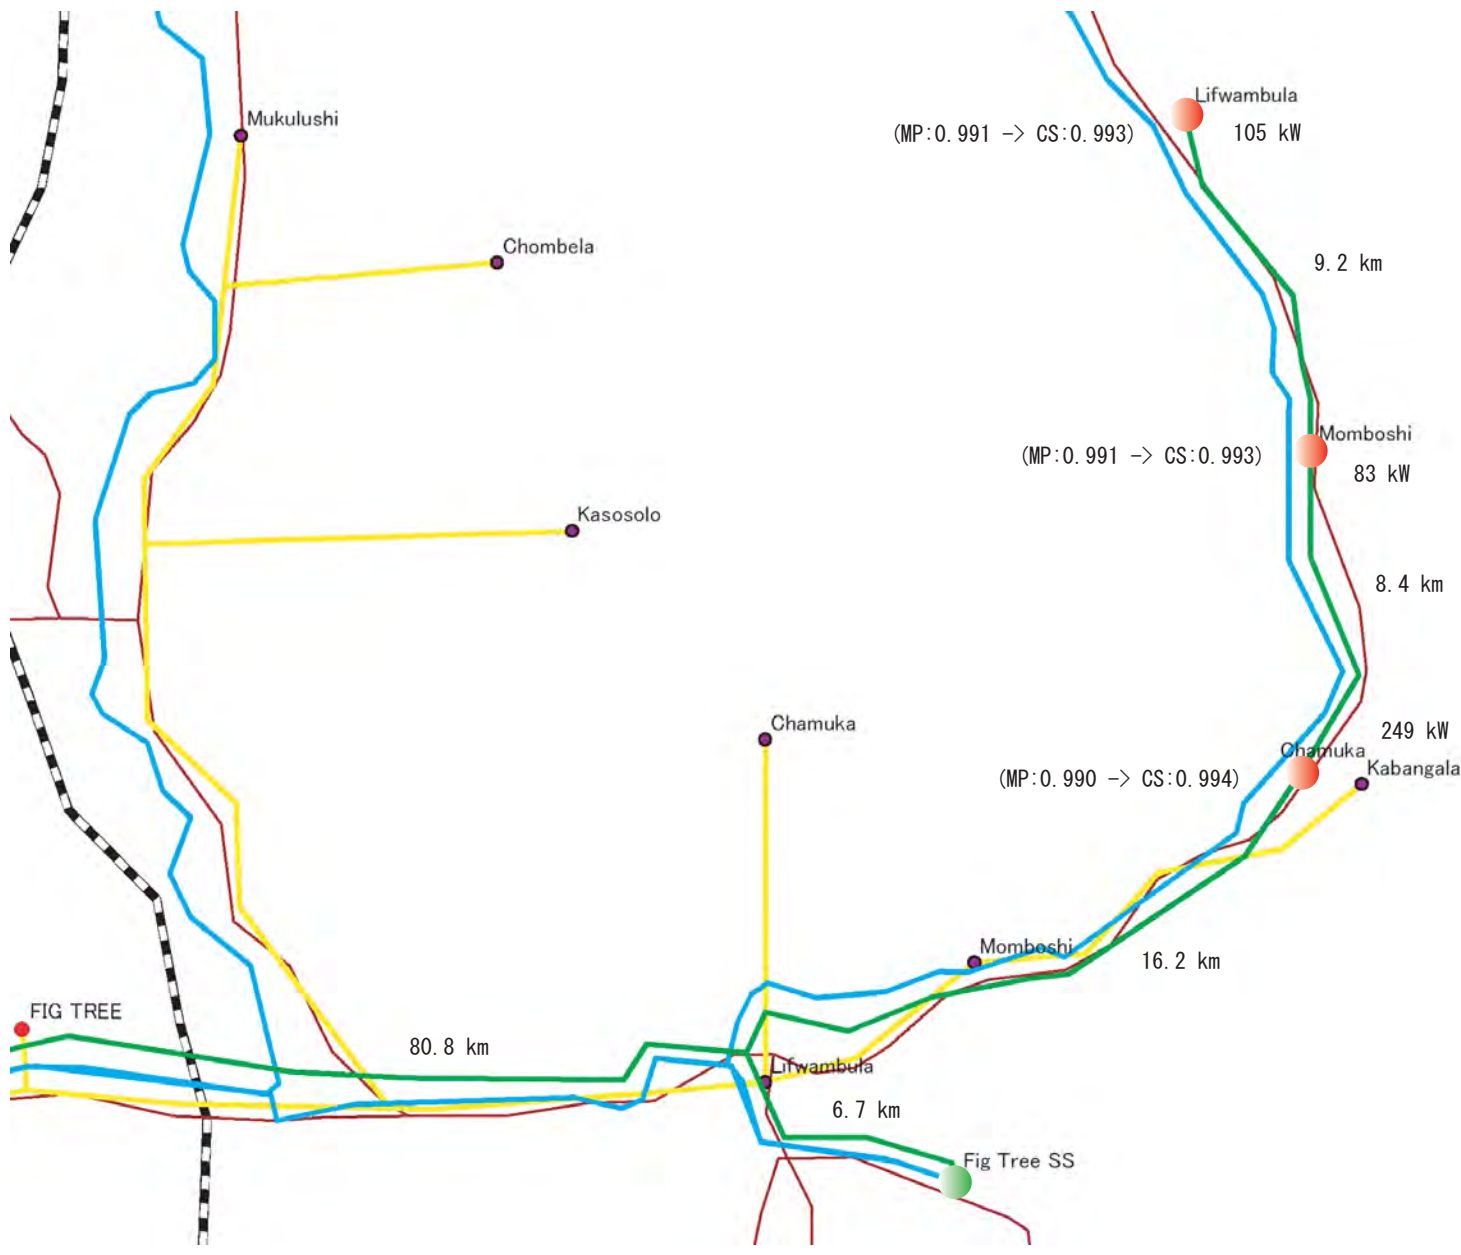 Lifwambula
105 kW
(MP:0.991 -> CS:0.993)
Mukulushi
Chombela
9.2 km
Momboshi
(MP:0.991 -> CS:0.993)
83 kW
Kasosolo
8.4 km
Chamuka
249 kW
Chamuka
Kabangala
(MP:0.990 -> CS:0.994)
Momboshi
16.2 km
FIG TREE
80.8 km
Lifwambula
6.7 km
Fig Tree SS